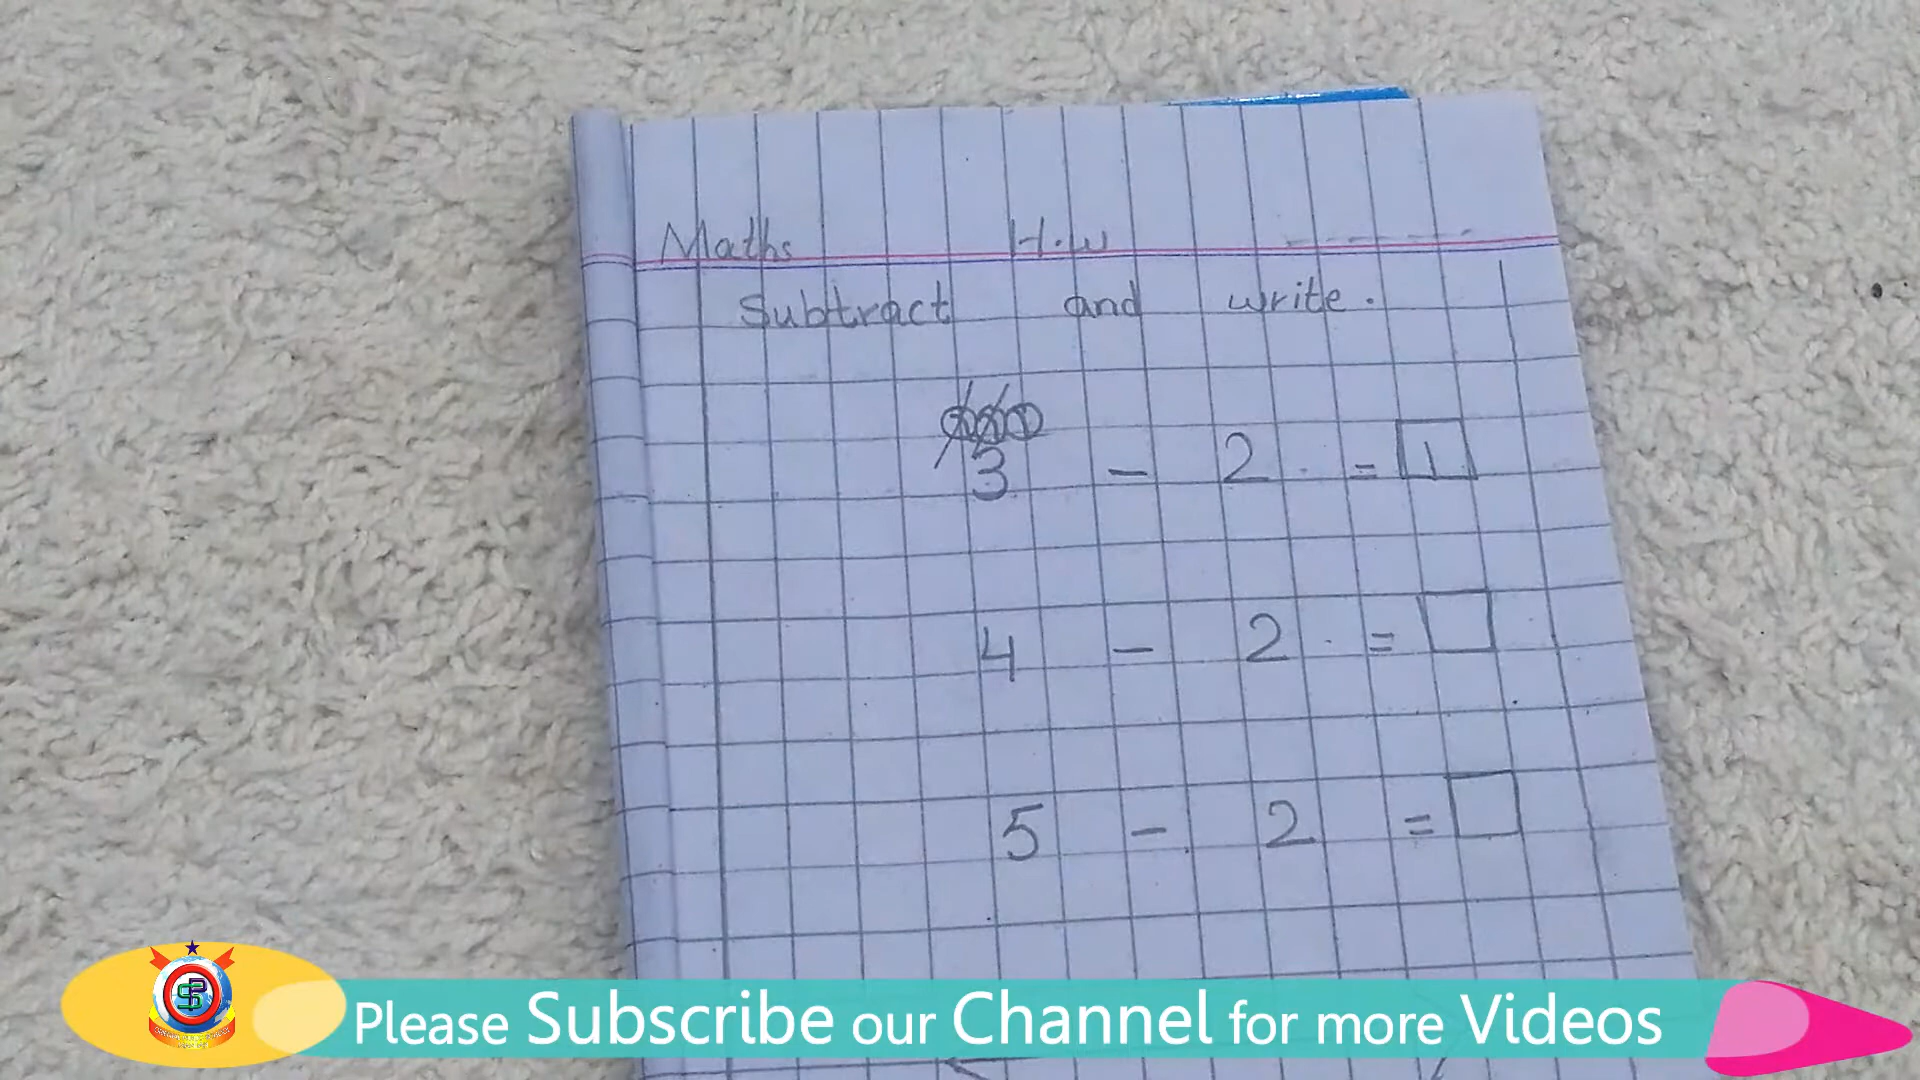 Maths H.W
Subtract and write.
3 - 2 = 1
4 - 2 =
5 - 2 =
Please Subscribe our Channel for more Videos